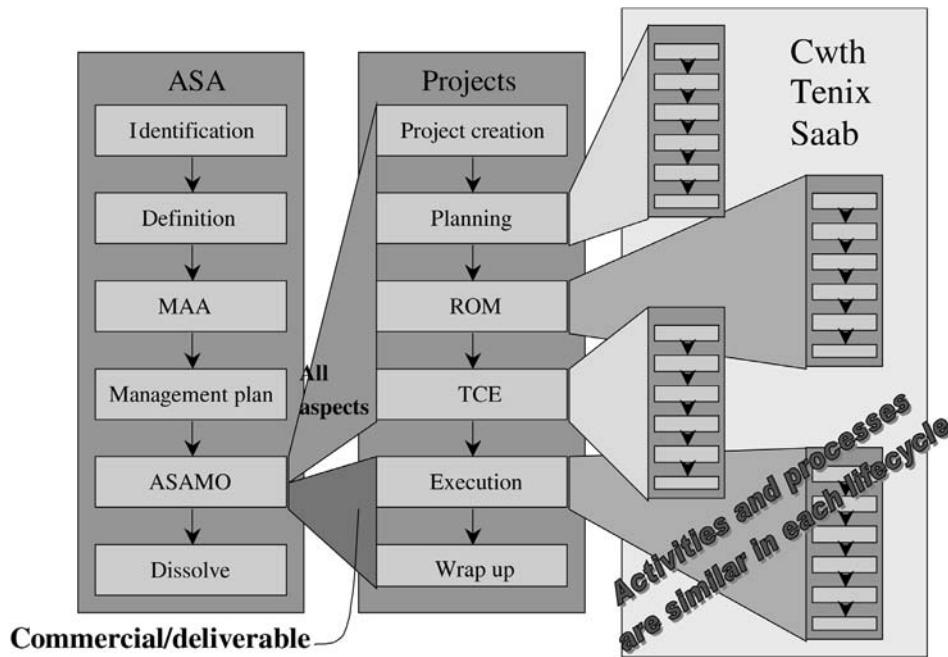 ASA
Identification
Definition
MAA
Management plan
ASAMO
Dissolve
All
aspects
Commercial/deliverable
Projects
Project creation
Planning
ROM
TCE
Execution
Wrap up
Cwth
Tenix
Saab
Activities and processes
are similar in each lifecycle